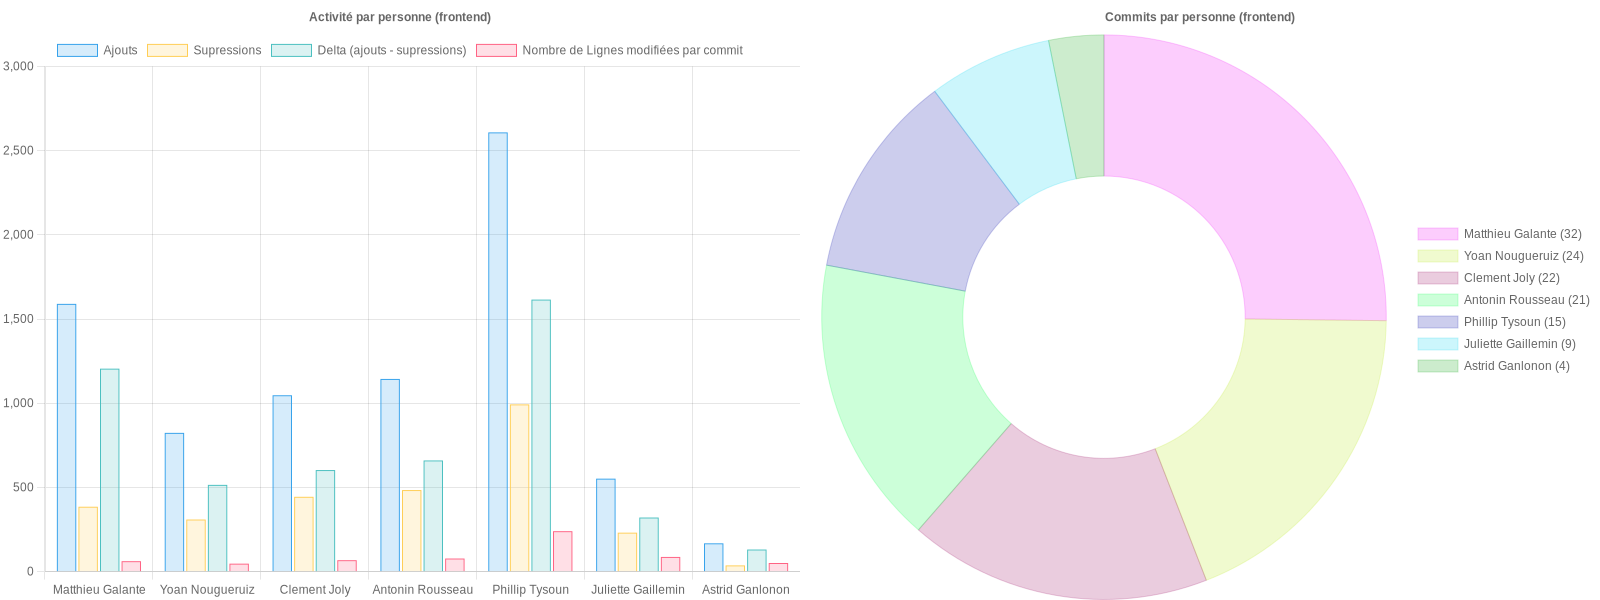 Activité par personne (frontend)
Ajouts Supressions Delta (ajouts - supressions) Nombre de Lignes modifiées par commit
3,000
2,500
2,000
1,500
1,000
500
0
Matthieu Galante Yoan Nougueruiz Clement Joly Antonin Rousseau Phillip Tysoun Juliette Gaillemin Astrid Ganlonon
Commits par personne (frontend)
Matthieu Galante (32)
Yoan Nougueruiz (24)
Clement Joly (22)
Antonin Rousseau (21)
Phillip Tysoun (15)
Juliette Gaillemin (9)
Astrid Ganlonon (4)